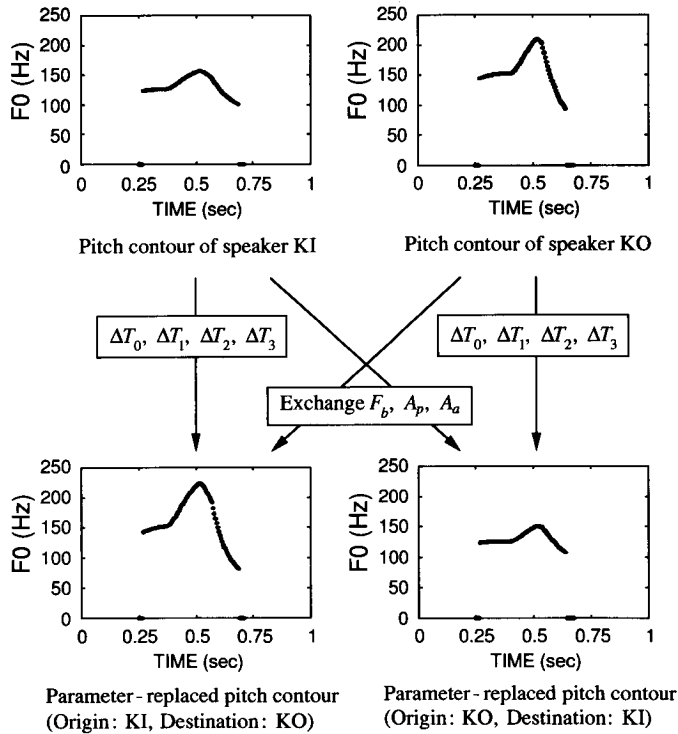 250
200
150
100
50
0
F0 (Hz)
0 0.25 0.5 0.75 1
TIME (sec)
Pitch contour of speaker KI
250
200
150
100
50
0
F0 (Hz)
0 0.25 0.5 0.75 1
TIME (sec)
Pitch contour of speaker KO
ΔT₀, ΔT₁, ΔT₂, ΔT₃
ΔT₀, ΔT₁, ΔT₂, ΔT₃
Exchange F_b, A_p, A_a
250
200
150
100
50
0
F0 (Hz)
0 0.25 0.5 0.75 1
TIME (sec)
Parameter-replaced pitch contour
(Origin: KI, Destination: KO)
250
200
150
100
50
0
F0 (Hz)
0 0.25 0.5 0.75 1
TIME (sec)
Parameter-replaced pitch contour
(Origin: KO, Destination: KI)